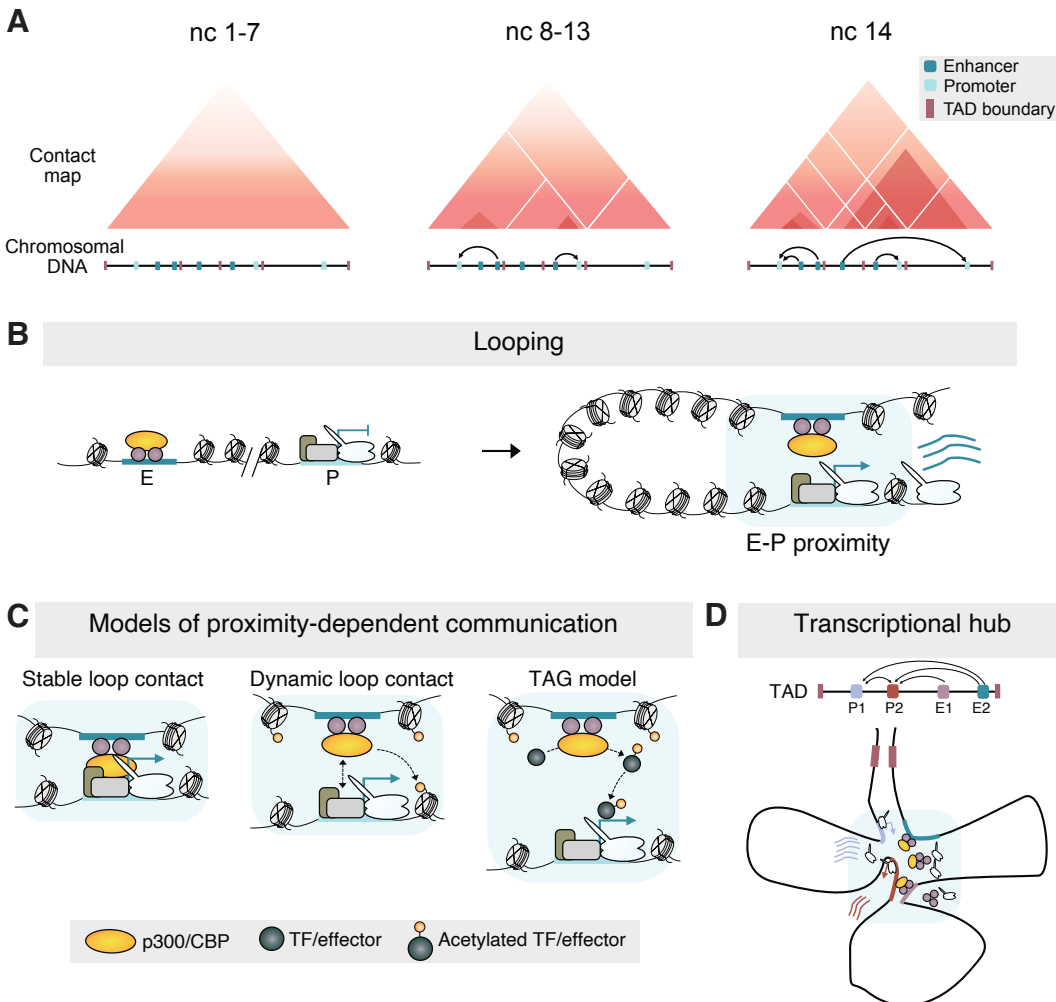 A
nc 1-7
nc 8-13
nc 14
Enhancer
Promoter
TAD boundary
Contact
map
Chromosomal
DNA
B
Looping
E
P
E-P proximity
C
Models of proximity-dependent communication
Stable loop contact
Dynamic loop contact
TAG model
p300/CBP
TF/effector
Acetylated TF/effector
D
Transcriptional hub
TAD
P1
P2
E1
E2